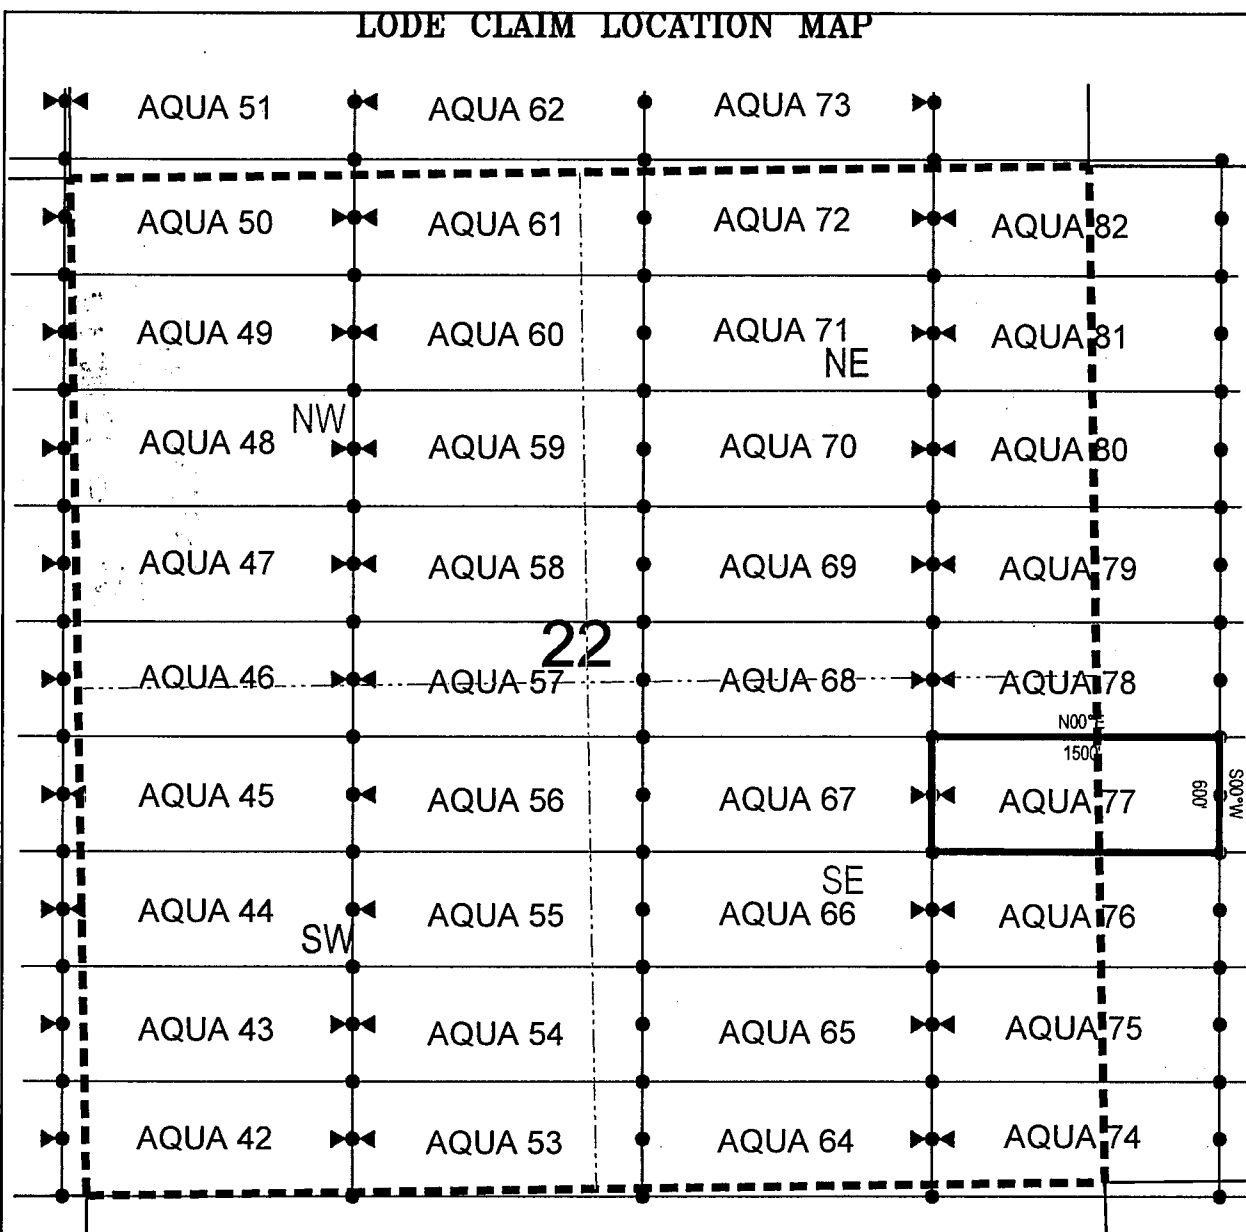 LODE CLAIM LOCATION MAP
AQUA 51 AQUA 62 AQUA 73
AQUA 50 AQUA 61 AQUA 72 AQUA 82
AQUA 49 AQUA 60 AQUA 71 AQUA 81
NE
NW
AQUA 48 AQUA 59 AQUA 70 AQUA 80
AQUA 47 AQUA 58 AQUA 69 AQUA 79
22
AQUA 46 AQUA 57 AQUA 68 AQUA 78
N00°E
1500'
AQUA 45 AQUA 56 AQUA 67 AQUA 77 600' S00°W
SE
AQUA 44 AQUA 55 AQUA 66 AQUA 76
SW
AQUA 43 AQUA 54 AQUA 65 AQUA 75
AQUA 42 AQUA 53 AQUA 64 AQUA 74